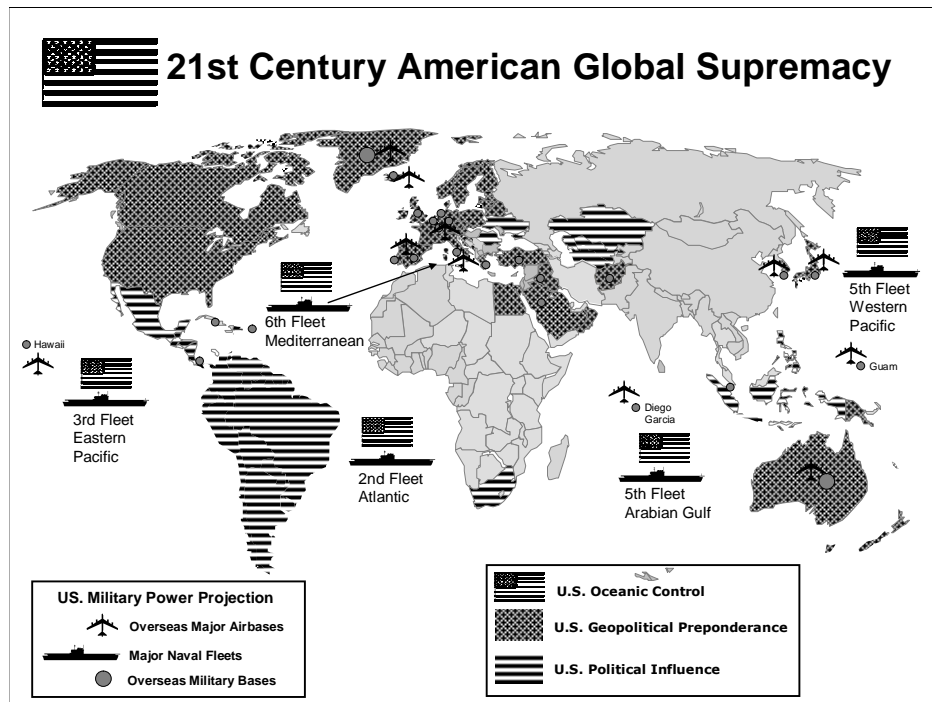 21st Century American Global Supremacy
5th Fleet
Western
Pacific
6th Fleet
Mediterranean
Hawaii
Guam
3rd Fleet
Eastern
Pacific
Diego
Garcia
2nd Fleet
Atlantic
5th Fleet
Arabian Gulf
US. Military Power Projection
Overseas Major Airbases
Major Naval Fleets
Overseas Military Bases
U.S. Oceanic Control
U.S. Geopolitical Preponderance
U.S. Political Influence